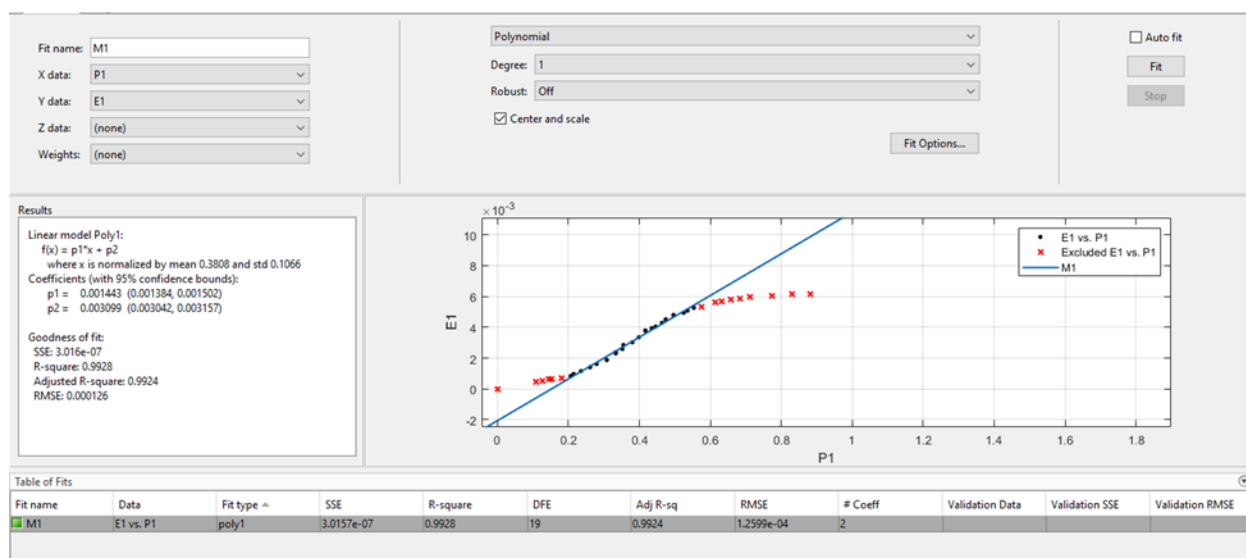 Fit name: M1
X data: P1
Y data: E1
Z data: (none)
Weights: (none)
Polynomial
Degree: 1
Robust: Off
Center and scale
Fit Options...
Auto fit
Fit
Stop
Results
Linear model Poly1:
f(x) = p1*x + p2
where x is normalized by mean 0.3808 and std 0.1066
Coefficients (with 95% confidence bounds):
p1 = 0.001443 (0.001384, 0.001502)
p2 = 0.003099 (0.003042, 0.003157)
Goodness of fit:
SSE: 3.016e-07
R-square: 0.9928
Adjusted R-square: 0.9924
RMSE: 0.000126
×10-3
10
8
6
4
2
0
-2
E1
0 0.2 0.4 0.6 0.8 1 1.2 1.4 1.6 1.8
P1
E1 vs. P1
Excluded E1 vs. P1
M1
Table of Fits
Fit name Data Fit type SSE R-square DFE Adj R-sq RMSE # Coeff Validation Data Validation SSE Validation RMSE
M1 E1 vs. P1 poly1 3.0157e-07 0.9928 19 0.9924 1.2599e-04 2